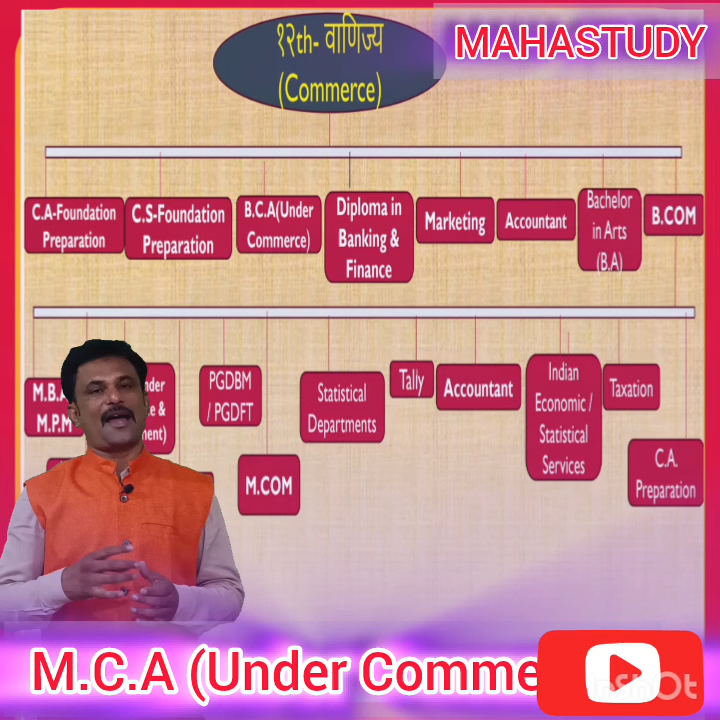 MAHASTUDY
१२th- वाणिज्य
(Commerce)
C.A-Foundation
Preparation
C.S-Foundation
Preparation
B.C.A(Under
Commerce)
Diploma in
Banking &
Finance
Marketing
Accountant
Bachelor
in Arts
(B.A)
B.COM
M.B.A
M.P.M
&
PGDBM
/ PGDFT
M.COM
Statistical
Departments
Tally
Accountant
Indian
Economic /
Statistical
Services
Taxation
C.A.
Preparation
M.C.A (Under Comme